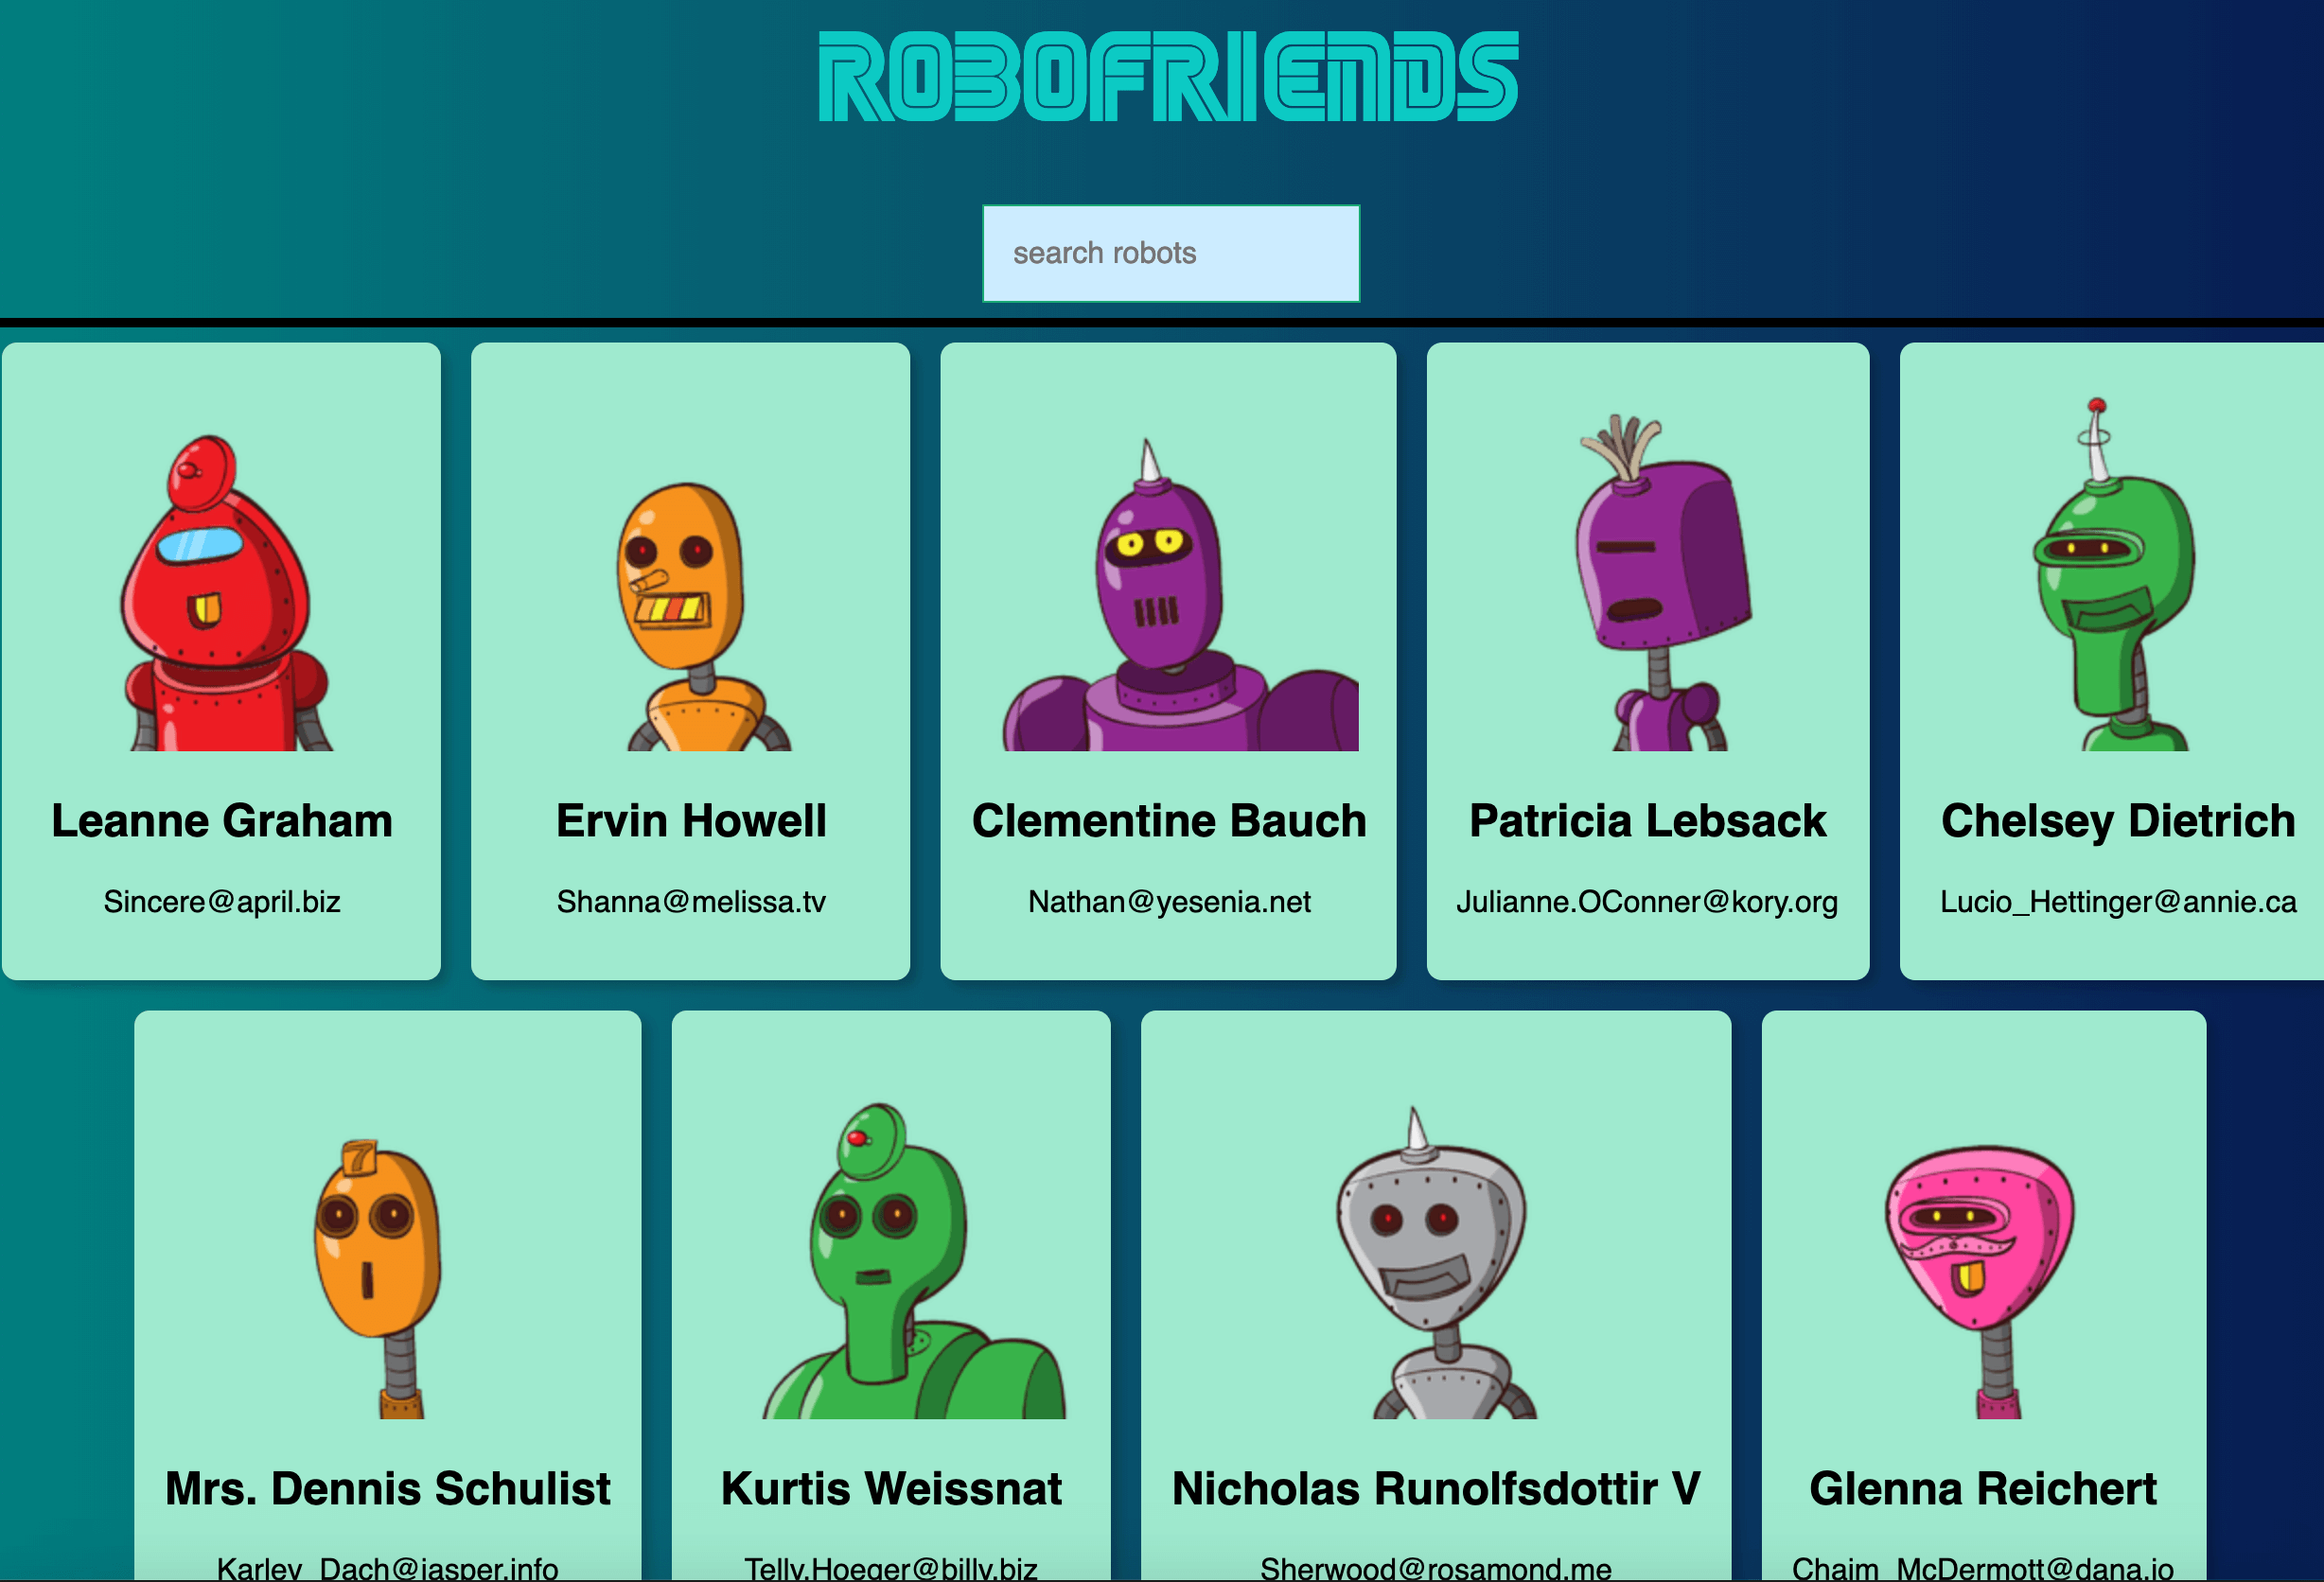 ROBOFRIENDS
search robots
Leanne Graham
Sincere@april.biz
Ervin Howell
Shanna@melissa.tv
Clementine Bauch
Nathan@yesenia.net
Patricia Lebsack
Julianne.OConner@kory.org
Chelsey Dietrich
Lucio_Hettinger@annie.ca
7
Mrs. Dennis Schulist
Karley_Dach@jasper.info
Kurtis Weissnat
Telly.Hoeger@billy.biz
Nicholas Runolfsdottir V
Sherwood@rosamond.me
Glenna Reichert
Chaim_McDermott@dana.io